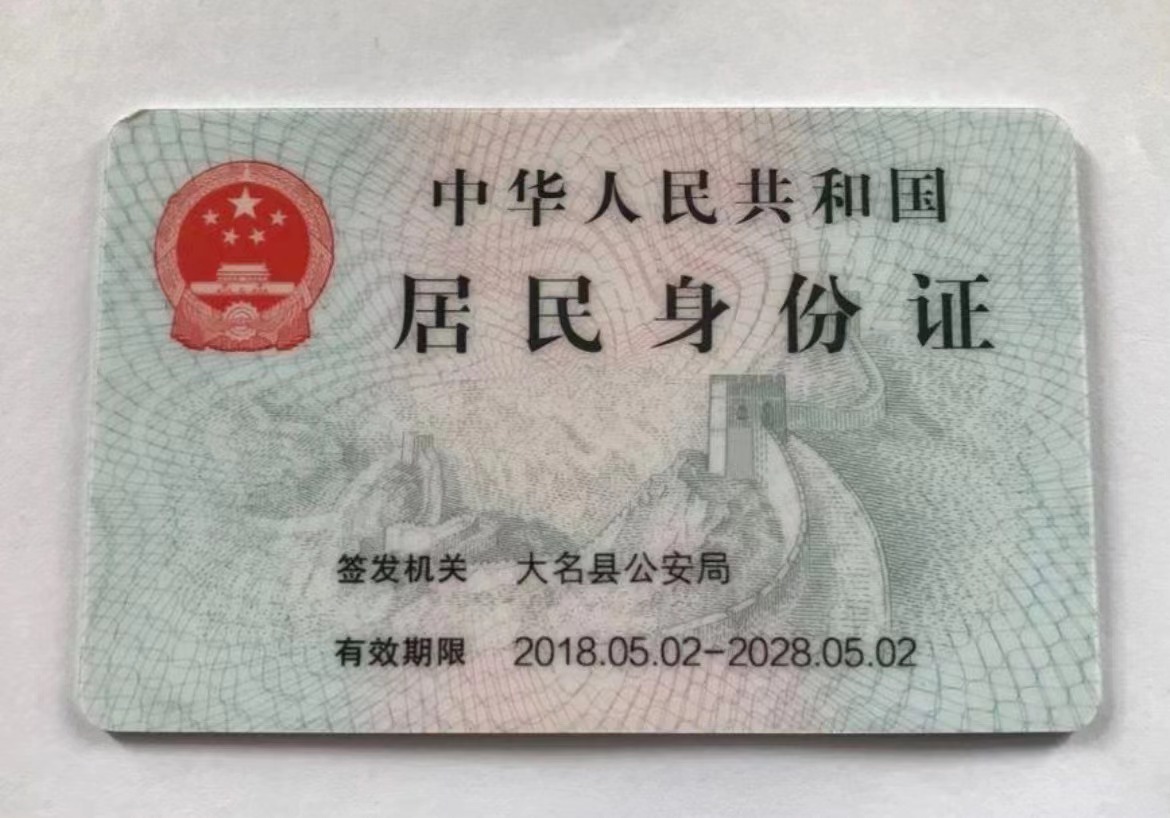 中华人民共和国
居民身份证
签发机关 大名县公安局
有效期限 2018.05.02-2028.05.02